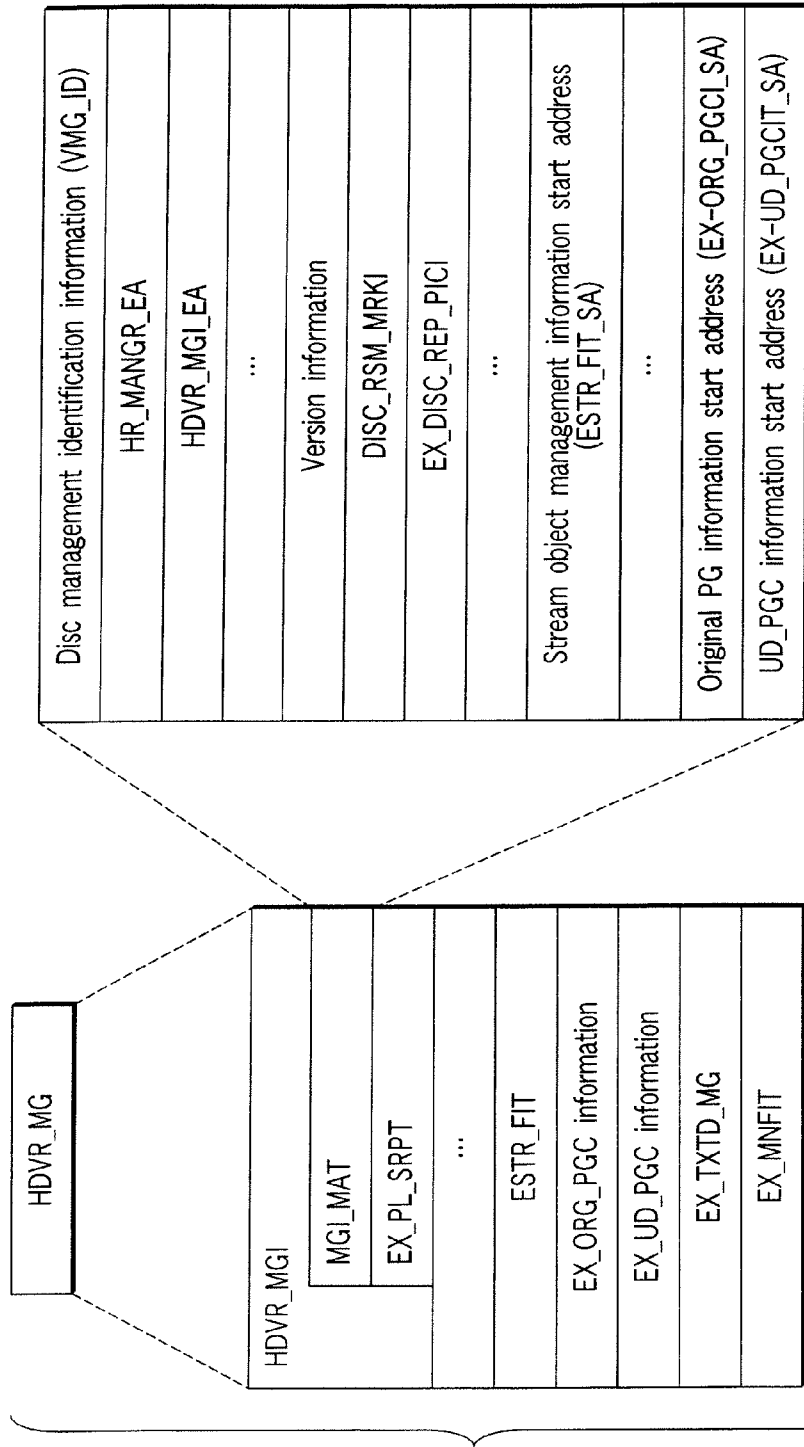 HDVR_MG
HDVR_MGI
MGI_MAT
EX_PL_SRPT
...
ESTR_FIT
EX_ORG_PGC information
EX_UD_PGC information
EX_TXTD_MG
EX_MNFIT
Disc management identification information (VMG_ID)
HR_MANGR_EA
HDVR_MGI_EA
...
Version information
DISC_RSM_MRKI
EX_DISC_REP_PICI
...
Stream object management information start address
(ESTR_FIT_SA)
...
Original PG information start address (EX-ORG_PGCI_SA)
UD_PGC information start address (EX-UD_PGCIT_SA)